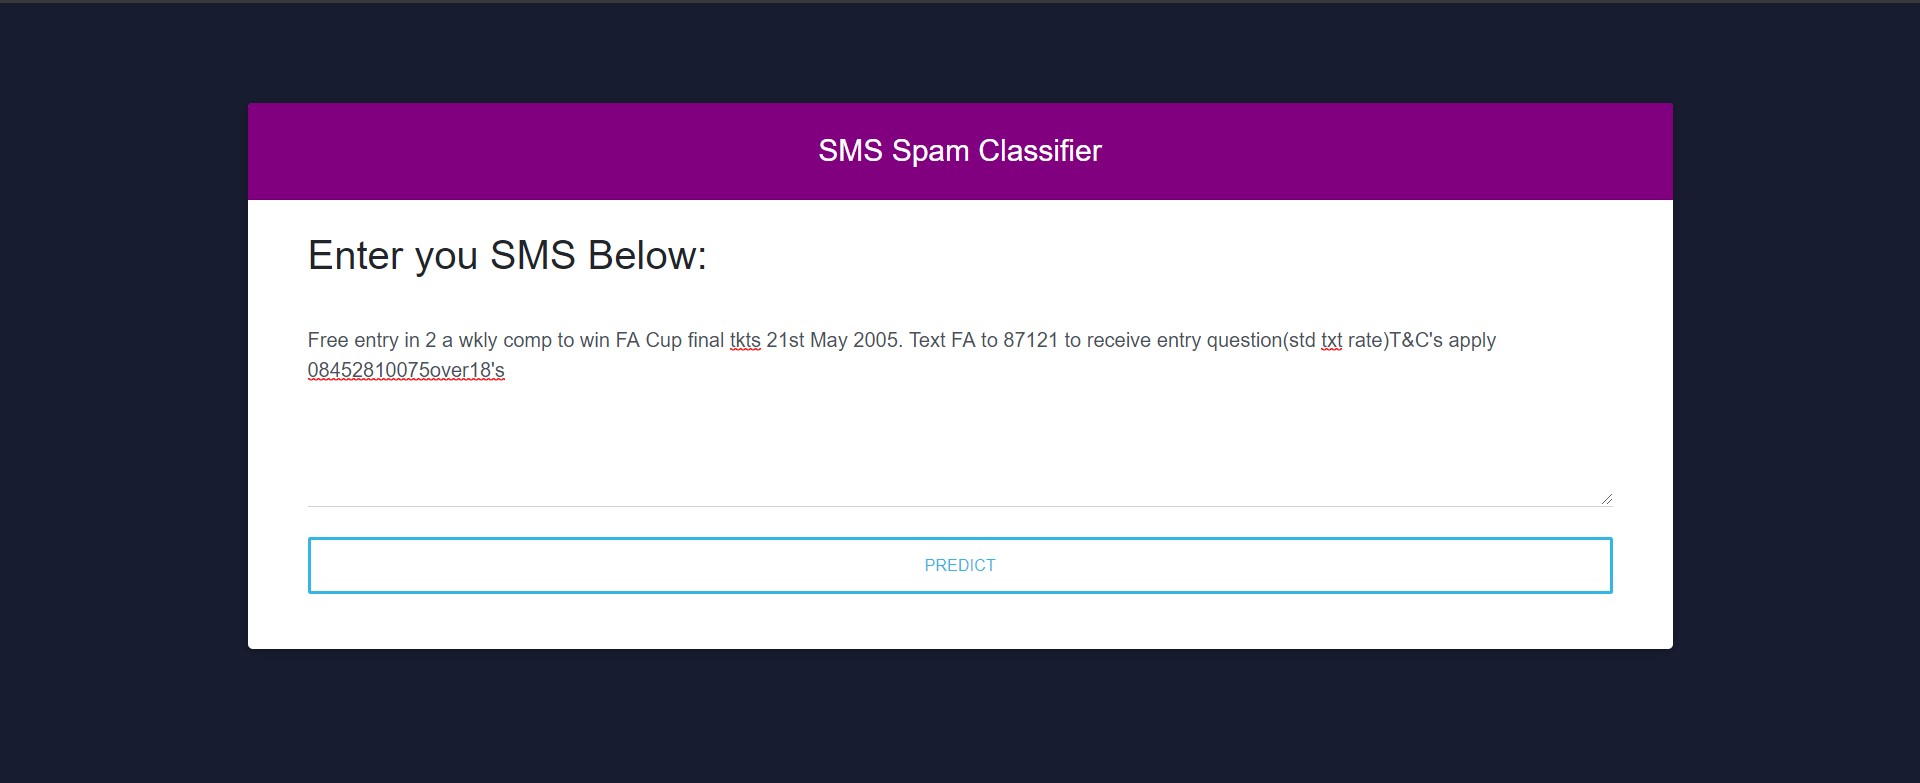 SMS Spam Classifier
Enter you SMS Below:
Free entry in 2 a wkly comp to win FA Cup final tkts 21st May 2005. Text FA to 87121 to receive entry question(std txt rate)T&C's apply
08452810075over18's
PREDICT